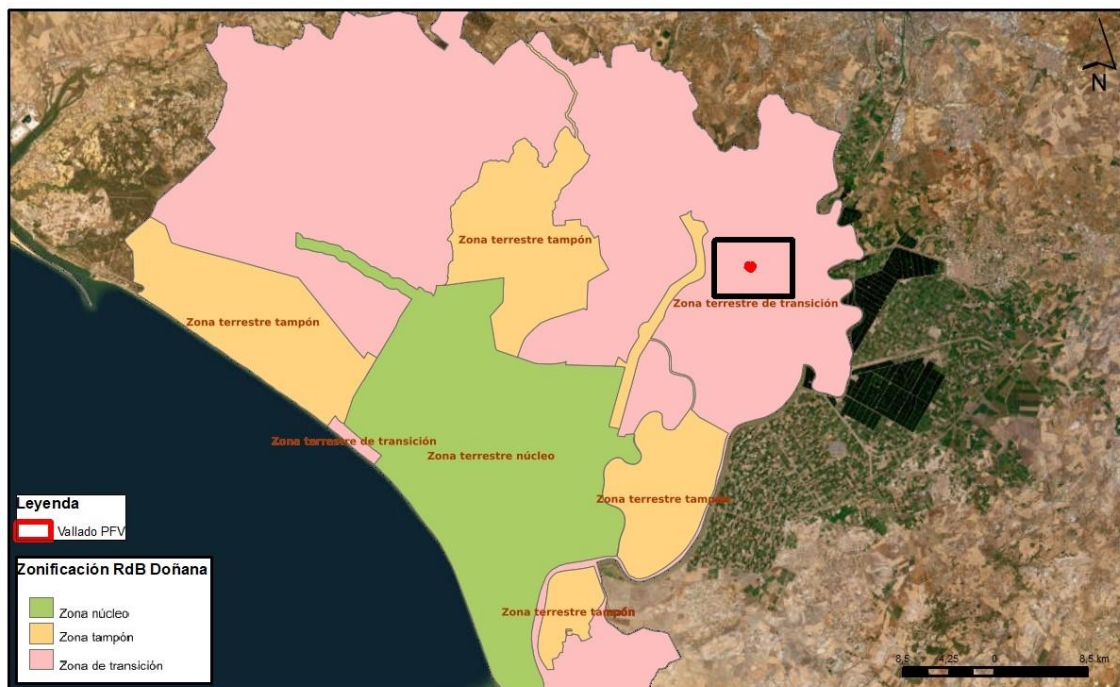 N
Zona terrestre tampón
Zona terrestre de transición
Zona terrestre tampón
Zona terrestre de transición
Zona terrestre núcleo
Zona terrestre tampón
Zona terrestre tampón
Leyenda
Vallado PFV
Zonificación RdB Doñana
Zona núcleo
Zona tampón
Zona de transición
8,5 4,25 0 8,5 km